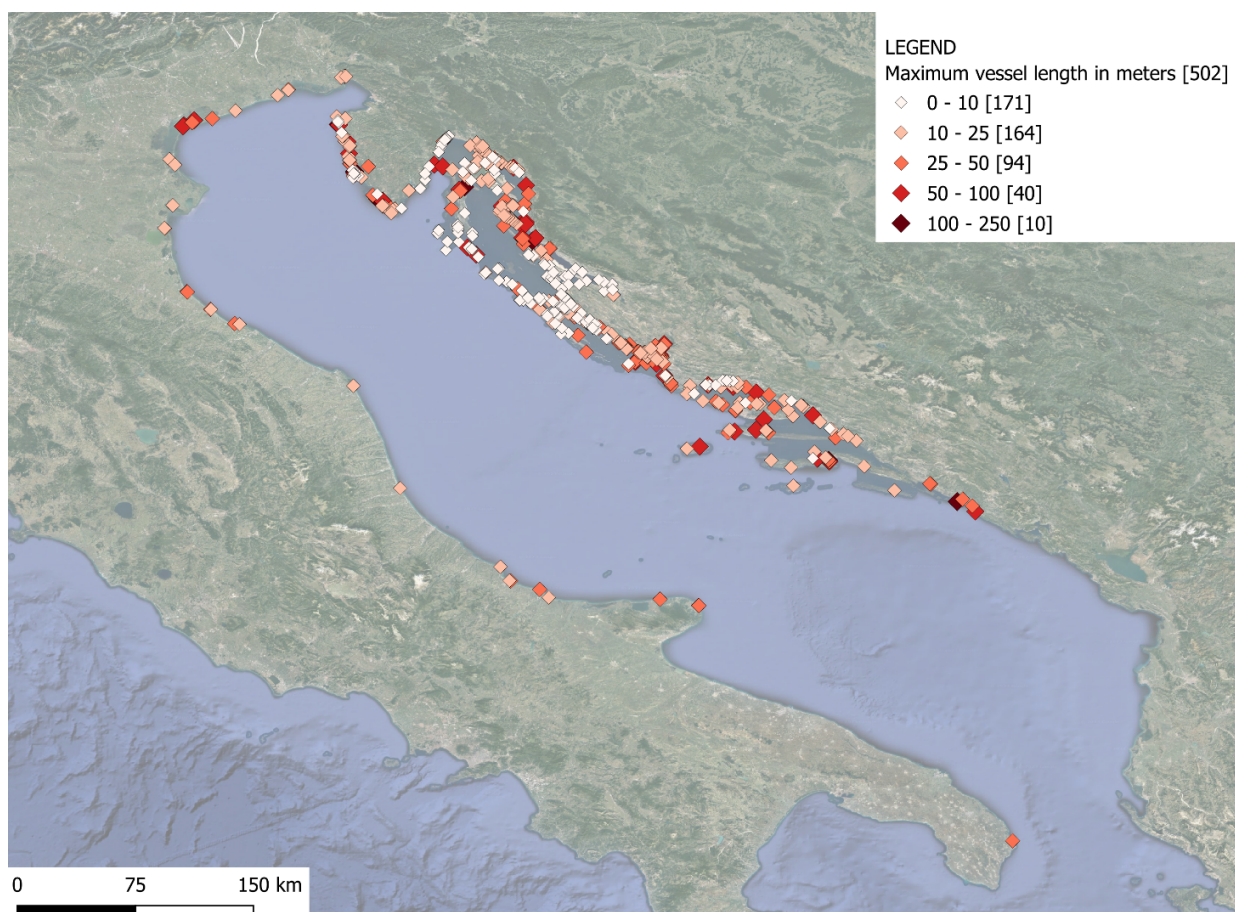 LEGEND
Maximum vessel length in meters [502]
0 - 10 [171]
10 - 25 [164]
25 - 50 [94]
50 - 100 [40]
100 - 250 [10]
0 75 150 km